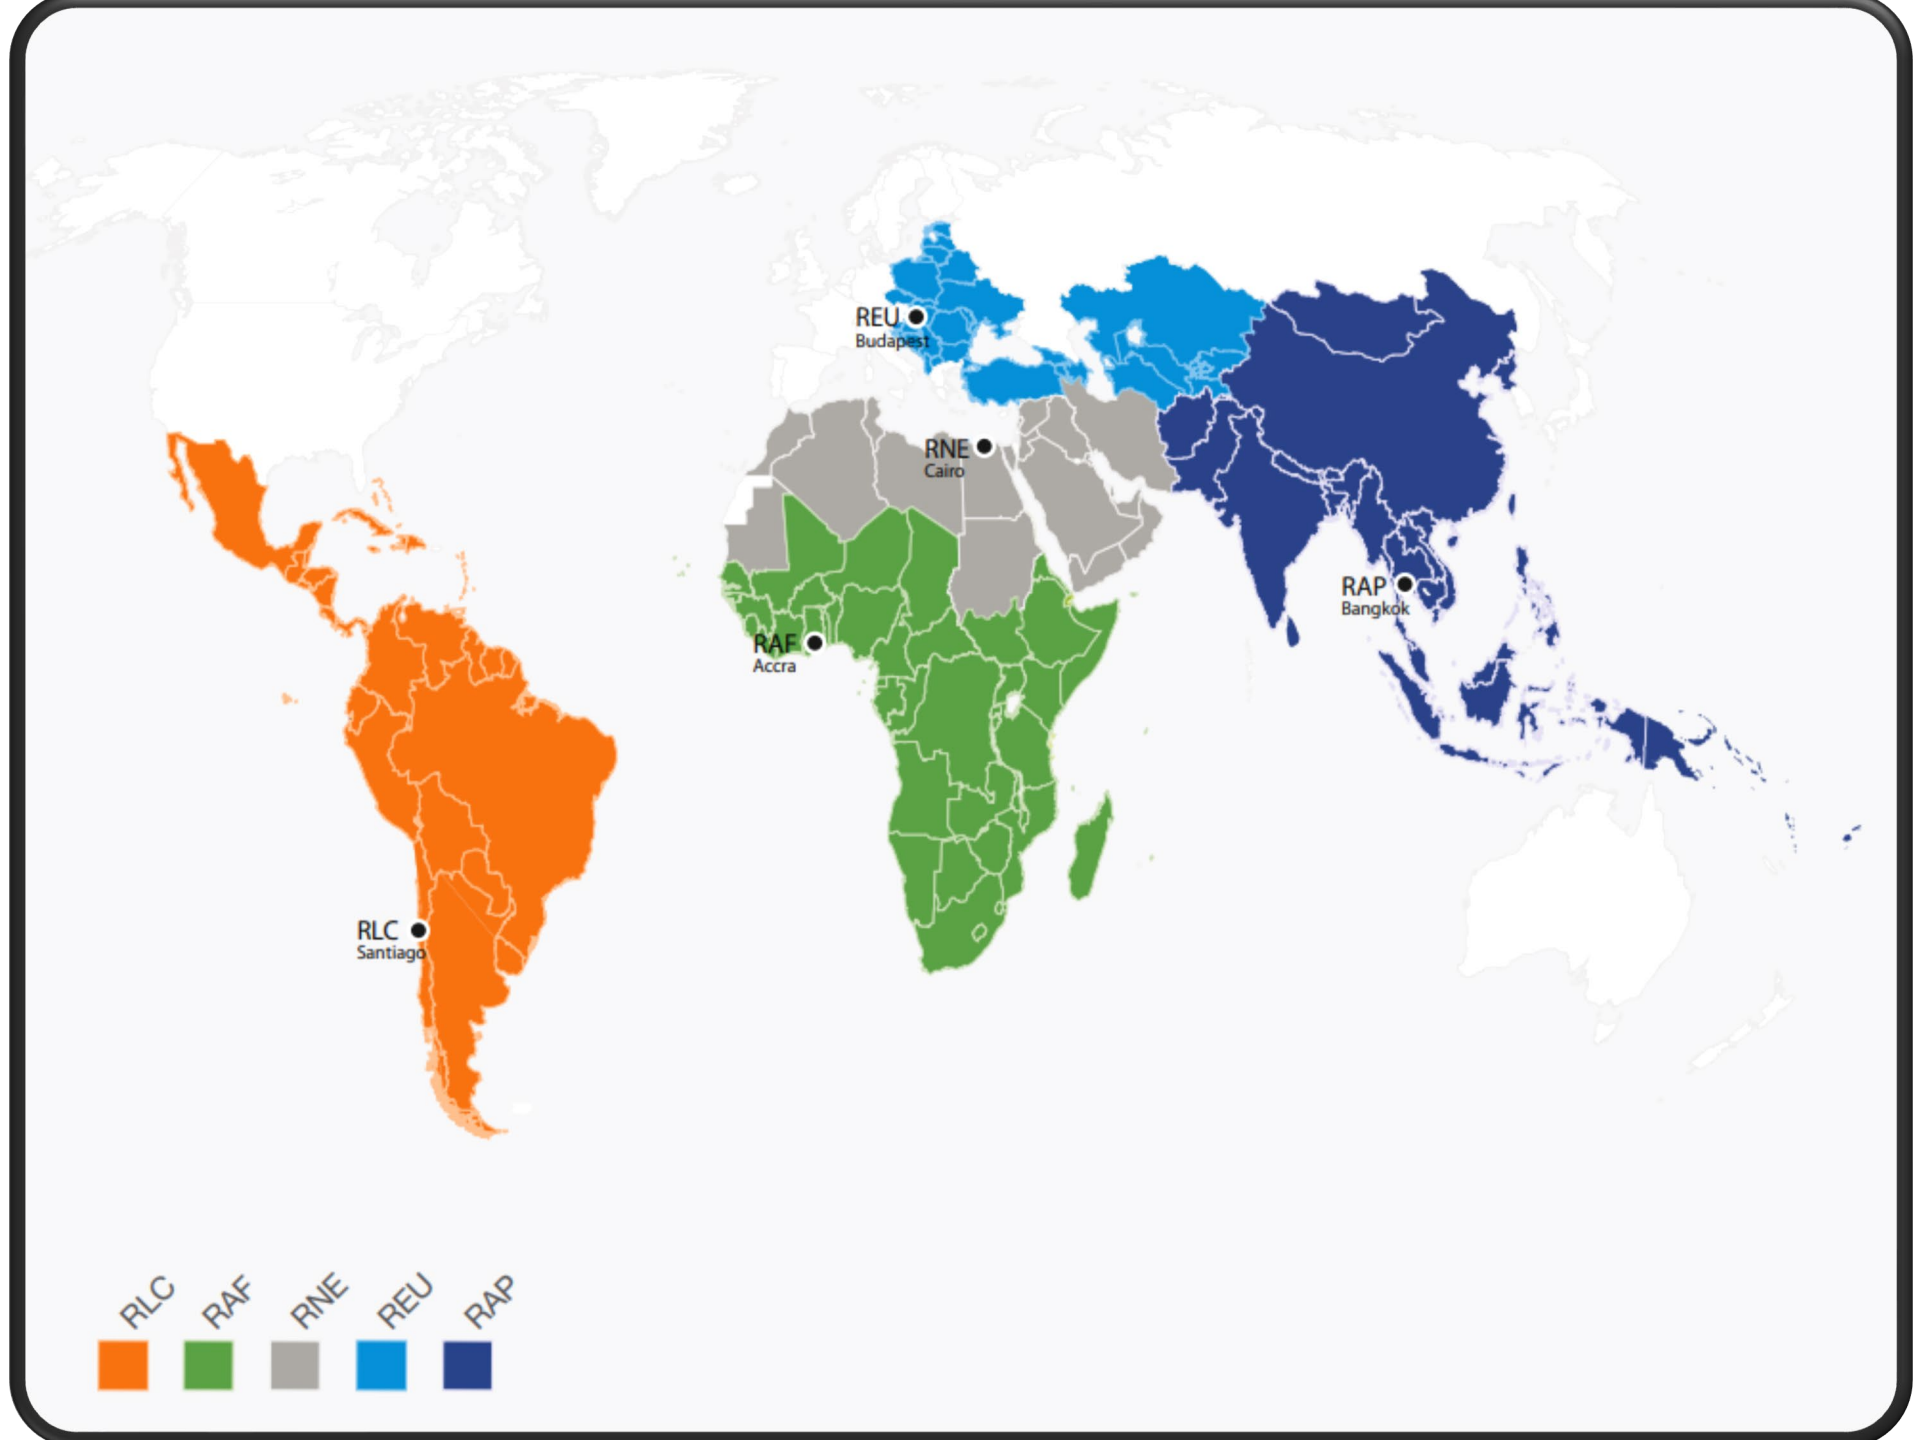 REU
Budapest
RNE
Cairo
RAP
Bangkok
RAF
Accra
RLC
Santiago
RLC
RAF
RNE
REU
RAP